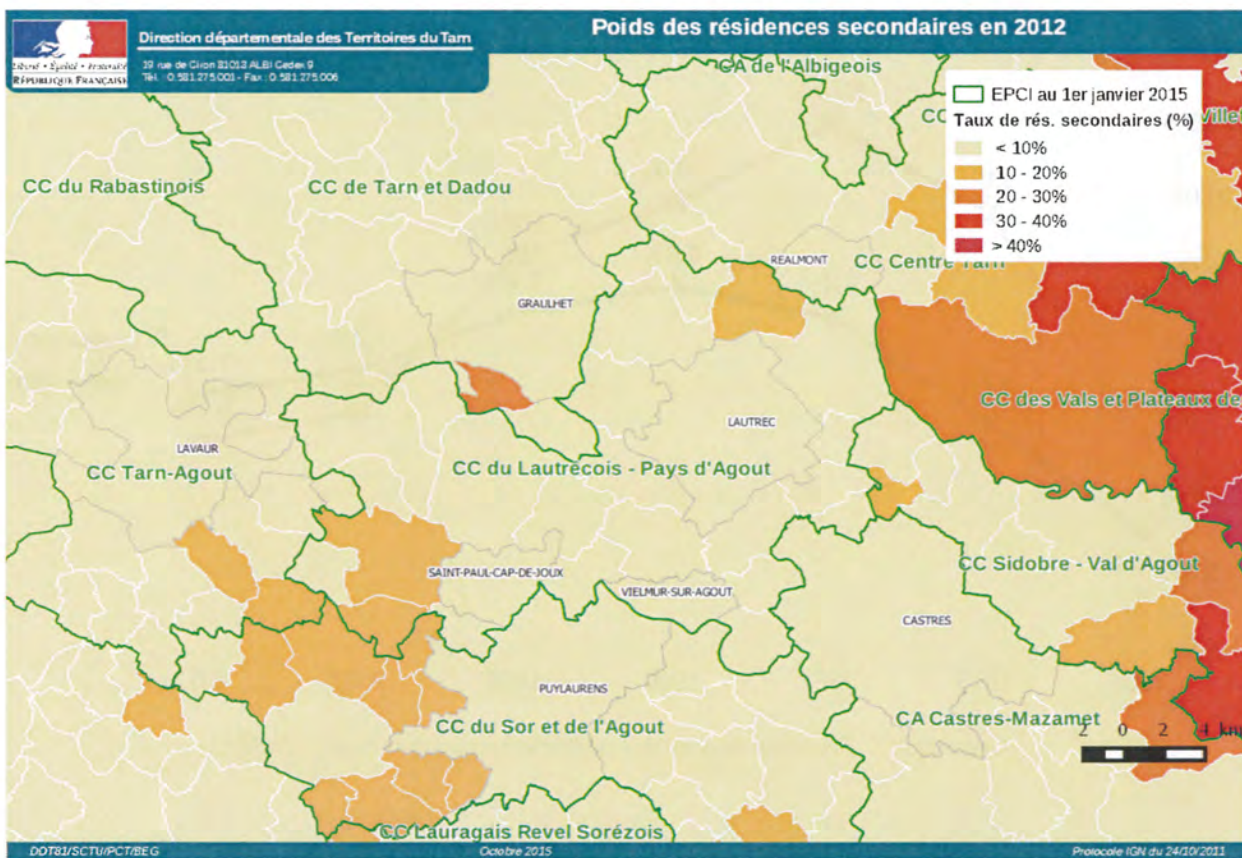 Poids des résidences secondaires en 2012
Direction départementale des Territoires du Tarn
19 rue de Ciron 81013 ALBI Cedex 9
Tél. : 0.581.275.001 - Fax : 0.581.275.006
Liberté • Égalité • Fraternité
RÉPUBLIQUE FRANÇAISE
CA de l'Albigeois
EPCI au 1er janvier 2015
Taux de rés. secondaires (%)
< 10%
10 - 20%
20 - 30%
30 - 40%
> 40%
CC
Villef
CC du Rabastinois
CC de Tarn et Dadou
REALMONT
CC Centre Tarn
GRAULHET
CC des Vals et Plateaux de
LAUTREC
LAVAUR
CC Tarn-Agout
CC du Lautrécois - Pays d'Agout
CC Sidobre - Val d'Agout
SAINT-PAUL-CAP-DE-JOUX
VIELMUR-SUR-AGOUT
CASTRES
PUYLAURENS
CC du Sor et de l'Agout
CA Castres-Mazamet
2 0 2 4 km
CC Lauragais Revel Sorézois
DDT81/SCTU/PCT/BEG
Octobre 2015
Protocole IGN du 24/10/2011